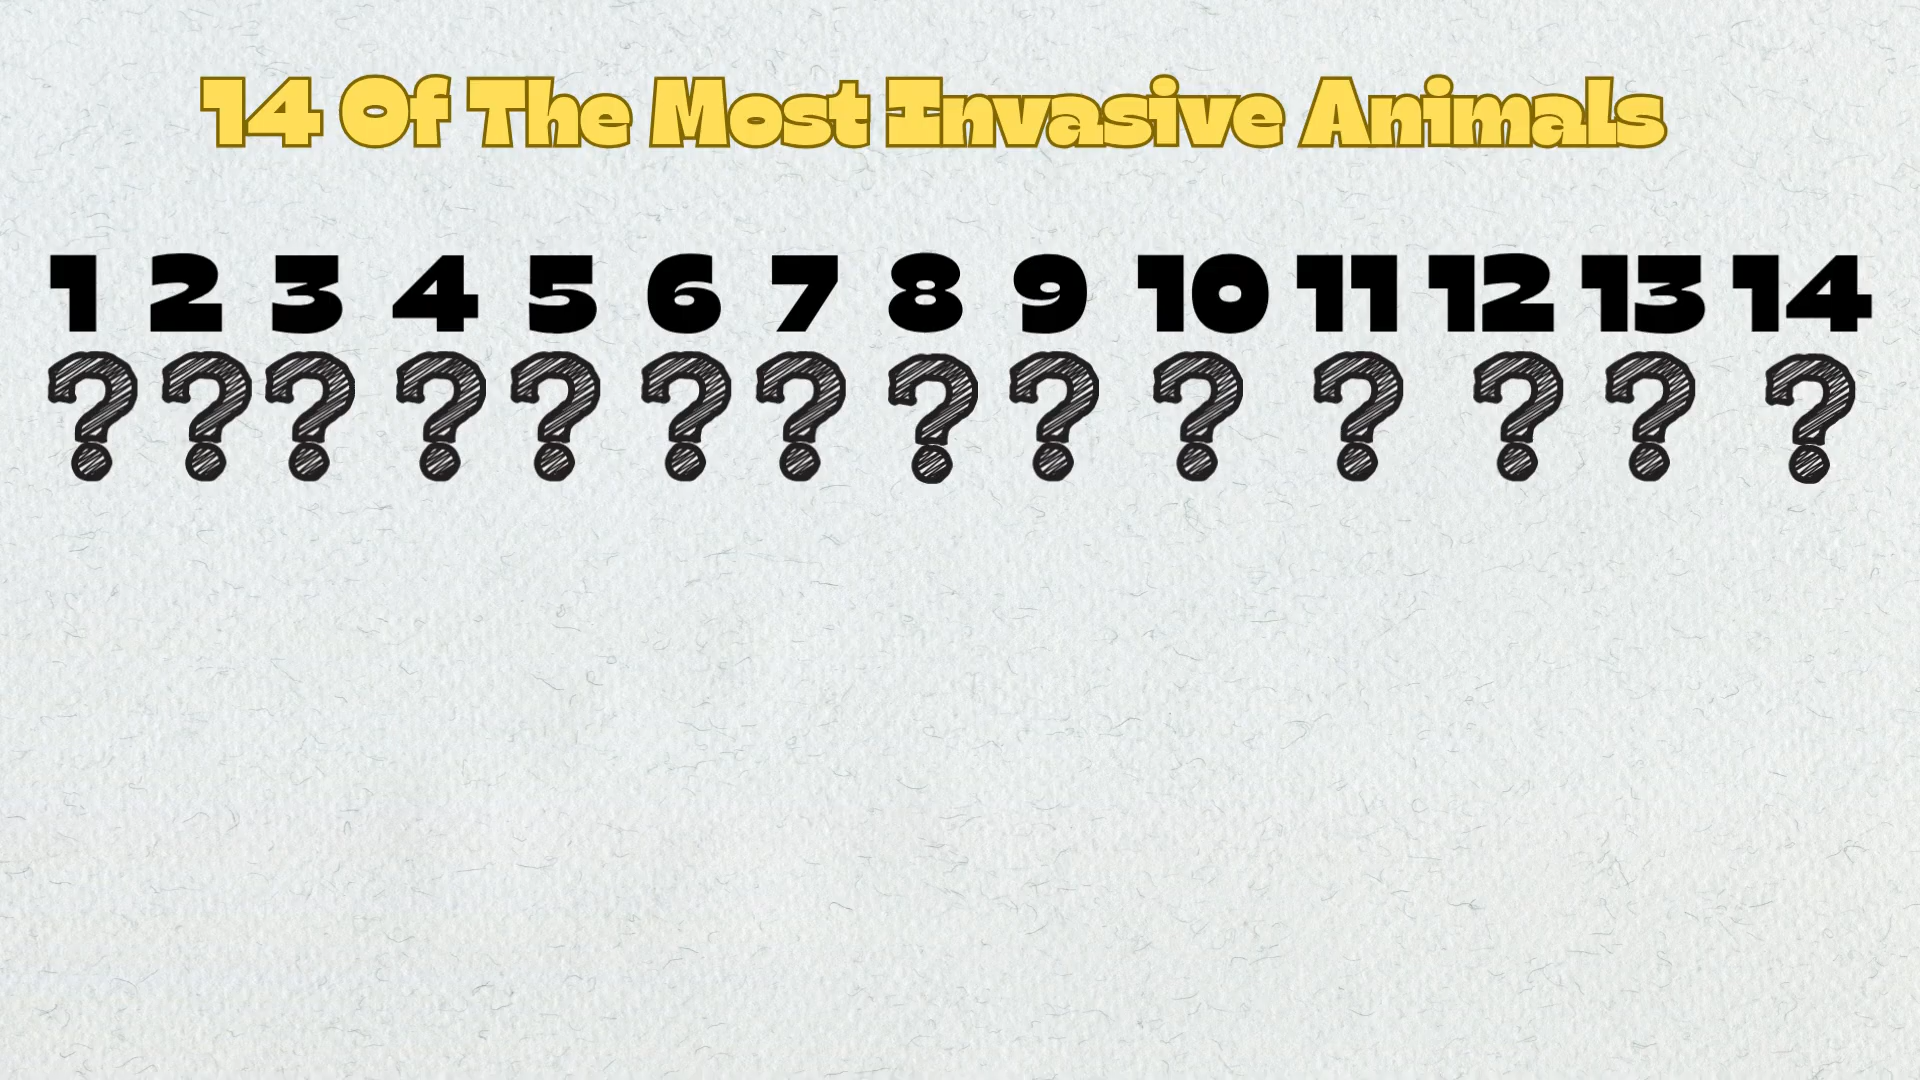 14 Of The Most Invasive Animals
1 2 3 4 5 6 7 8 9 10 11 12 13 14
? ? ? ? ? ? ? ? ? ? ? ? ? ?